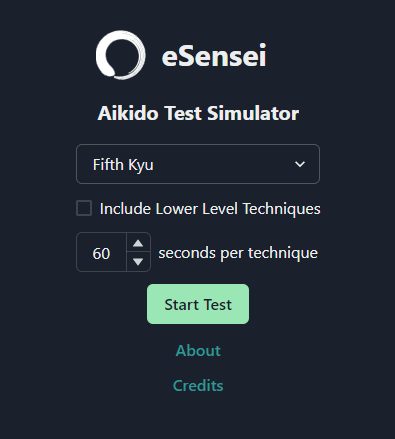 eSensei
Aikido Test Simulator
Fifth Kyu
Include Lower Level Techniques
60 seconds per technique
Start Test
About
Credits